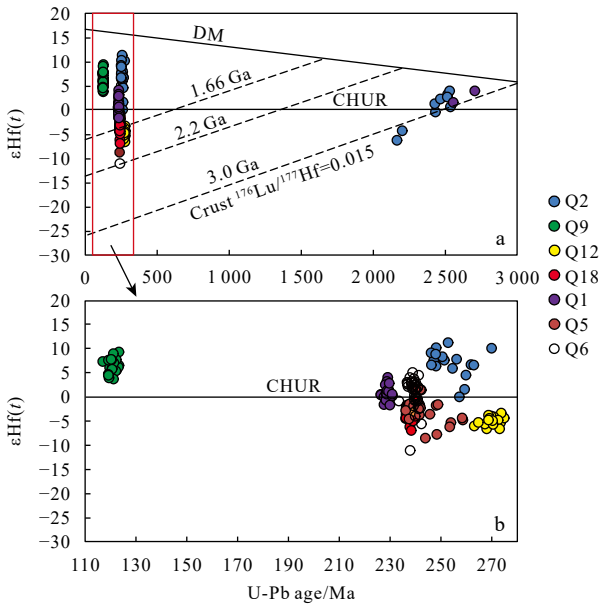 20
15
10
5
0
−5
−10
−15
−20
−25
−30
εHf(t)
DM
1.66 Ga
CHUR
2.2 Ga
3.0 Ga
Crust ¹⁷⁶Lu/¹⁷⁷Hf=0.015
a
0 500 1 000 1 500 2 000 2 500 3 000
Q2
Q9
Q12
Q18
Q1
Q5
Q6
20
15
10
5
0
−5
−10
−15
−20
−25
−30
εHf(t)
CHUR
b
110 130 150 170 190 210 230 250 270
U-Pb age/Ma